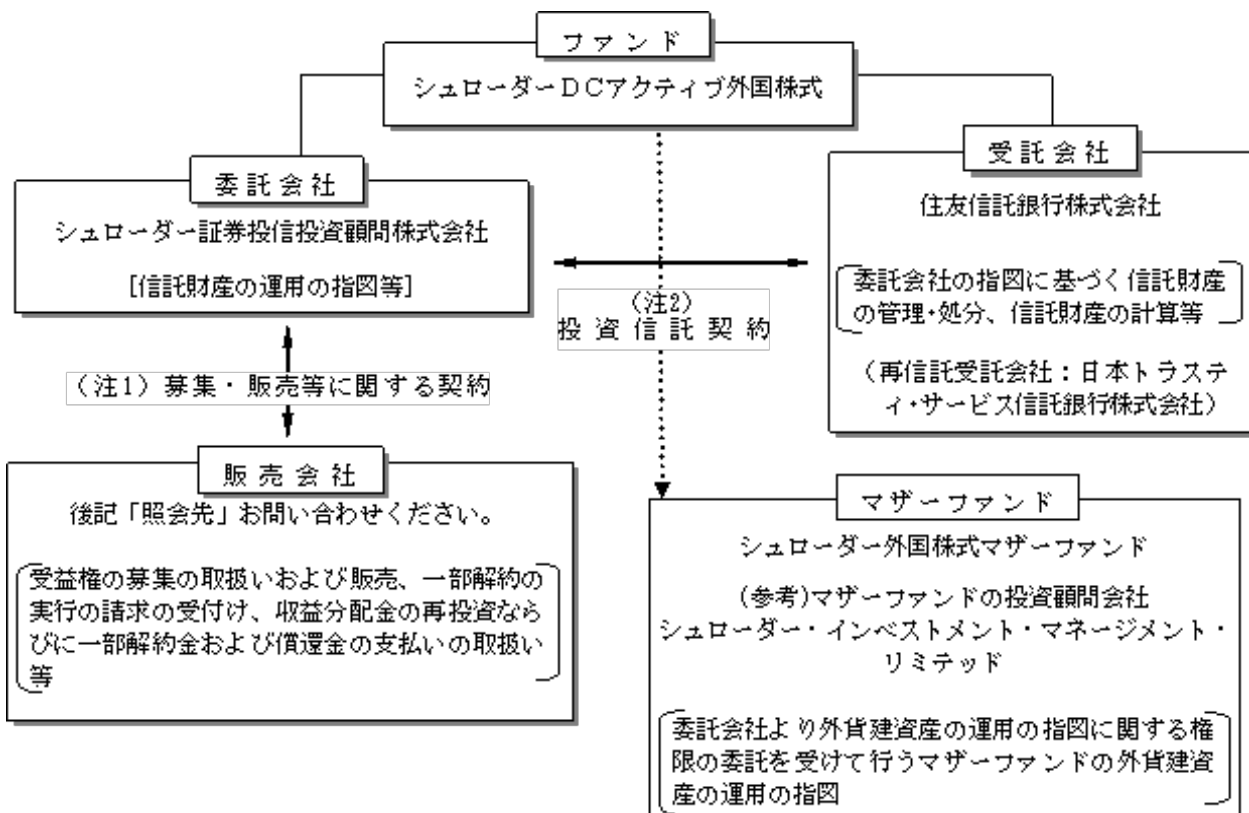 ファンド
シュローダーDCアクティブ外国株式
委託会社
シュローダー証券投信投資顧問株式会社
[信託財産の運用の指図等]
受託会社
住友信託銀行株式会社
委託会社の指図に基づく信託財産
の管理・処分、信託財産の計算等
(再信託受託会社:日本トラステ
ィ・サービス信託銀行株式会社)
(注2)
投資信託契約
(注1)募集・販売等に関する契約
販売会社
後記「照会先」お問い合わせください。
受益権の募集の取扱いおよび販売、一部解約の
実行の請求の受付け、収益分配金の再投資なら
びに一部解約金および償還金の支払いの取扱い
等
マザーファンド
シュローダー外国株式マザーファンド
(参考)マザーファンドの投資顧問会社
シュローダー・インベストメント・マネージメント・
リミテッド
委託会社より外貨建資産の運用の指図に関する権
限の委託を受けて行うマザーファンドの外貨建資
産の運用の指図